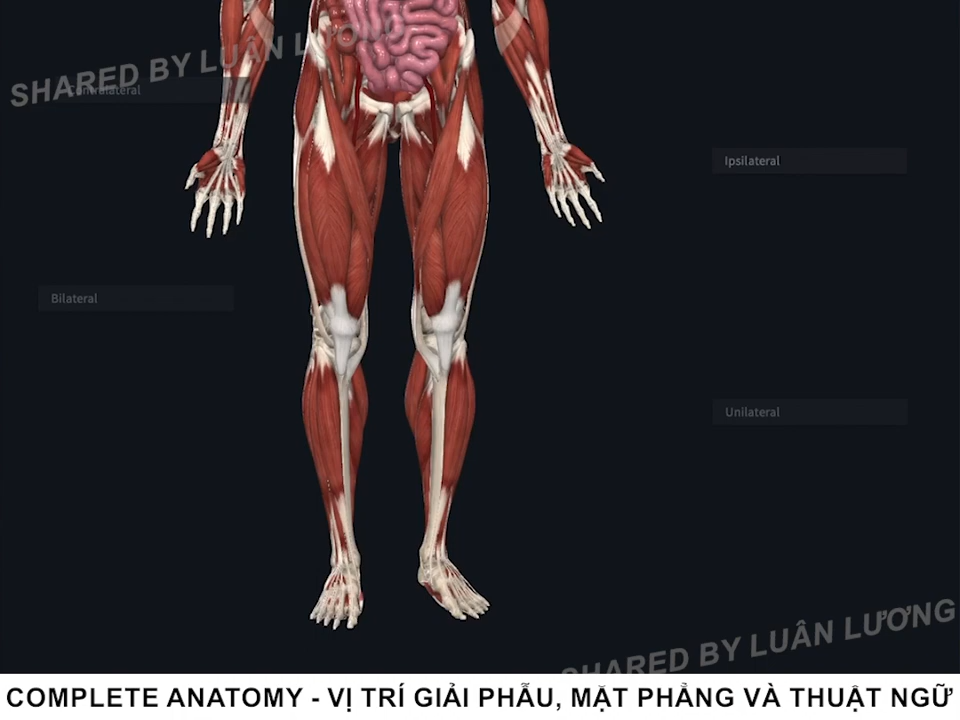 SHARED BY LUÂN LƯƠNG
Contralateral
Ipsilateral
Bilateral
Unilateral
SHARED BY LUÂN LƯƠNG
COMPLETE ANATOMY - VỊ TRÍ GIẢI PHẪU, MẶT PHẲNG VÀ THUẬT NGỮ